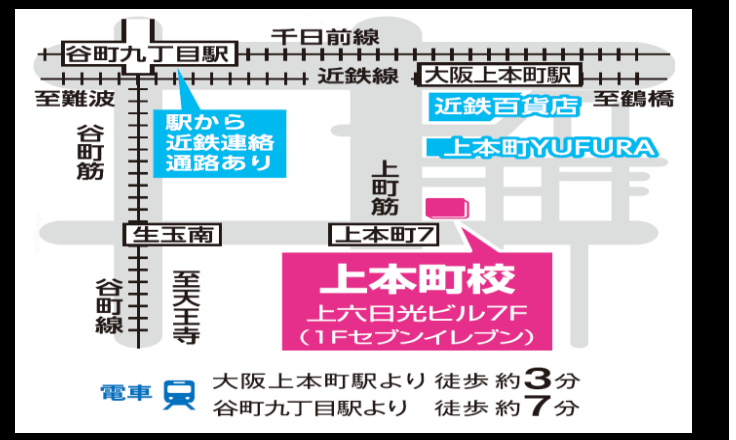 千日前線
谷町九丁目駅
近鉄線
大阪上本町駅
至難波
至鶴橋
近鉄百貨店
駅から
近鉄連絡
通路あり
谷町筋
上本町YUFURA
上町筋
生玉南
上本町7
上本町校
上六日光ビル7F
(1Fセブンイレブン)
谷町線
至天王寺
電車
大阪上本町駅より 徒歩 約3分
谷町九丁目駅より 徒歩 約7分